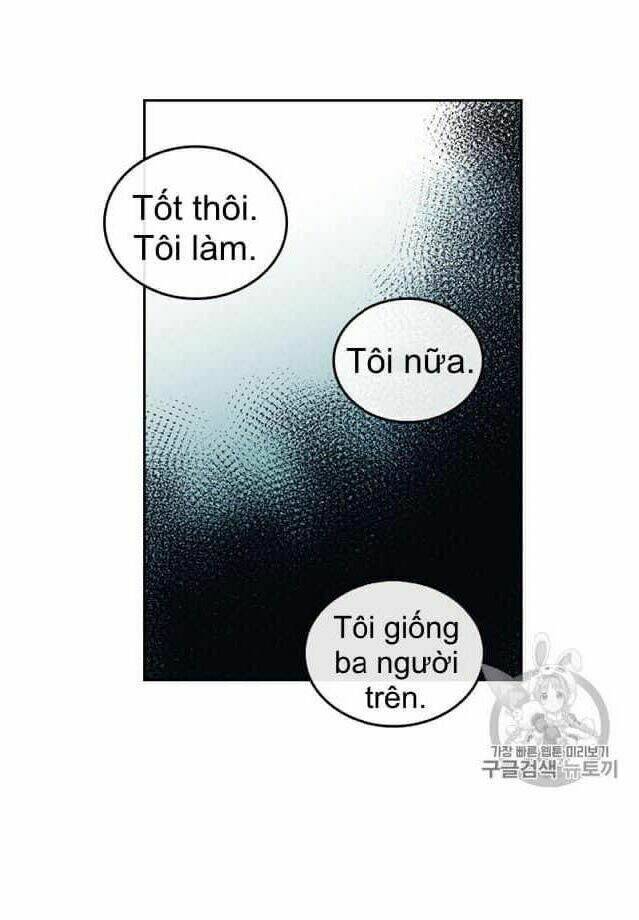 Tốt thôi.
Tôi làm.
Tôi nữa.
Tôi giống
ba người
trên.
가장 빠른 웹툰 미리보기
구글검색 뉴토끼